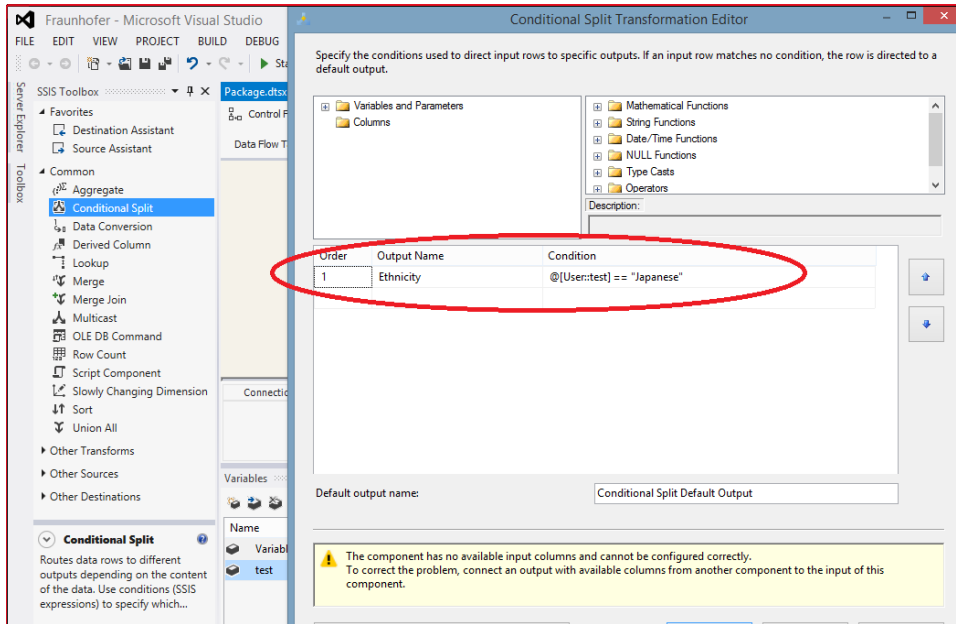 Fraunhofer - Microsoft Visual Studio
Conditional Split Transformation Editor
FILE EDIT VIEW PROJECT BUILD DEBUG
Server Explorer
Toolbox
SSIS Toolbox
Favorites
Destination Assistant
Source Assistant
Common
Aggregate
Conditional Split
Data Conversion
Derived Column
Lookup
Merge
Merge Join
Multicast
OLE DB Command
Row Count
Script Component
Slowly Changing Dimension
Sort
Union All
Other Transforms
Other Sources
Other Destinations
Conditional Split
Routes data rows to different
outputs depending on the content
of the data. Use conditions (SSIS
expressions) to specify which...
Package.dtsx
Control F
Data Flow T
Connectio
Variables
Name
Variabl
test
Specify the conditions used to direct input rows to specific outputs. If an input row matches no condition, the row is directed to a
default output.
Variables and Parameters
Columns
Mathematical Functions
String Functions
Date/Time Functions
NULL Functions
Type Casts
Operators
Description:
Order Output Name Condition
1 Ethnicity @[User::test] == "Japanese"
Default output name: Conditional Split Default Output
The component has no available input columns and cannot be configured correctly.
To correct the problem, connect an output with available columns from another component to the input of this
component.